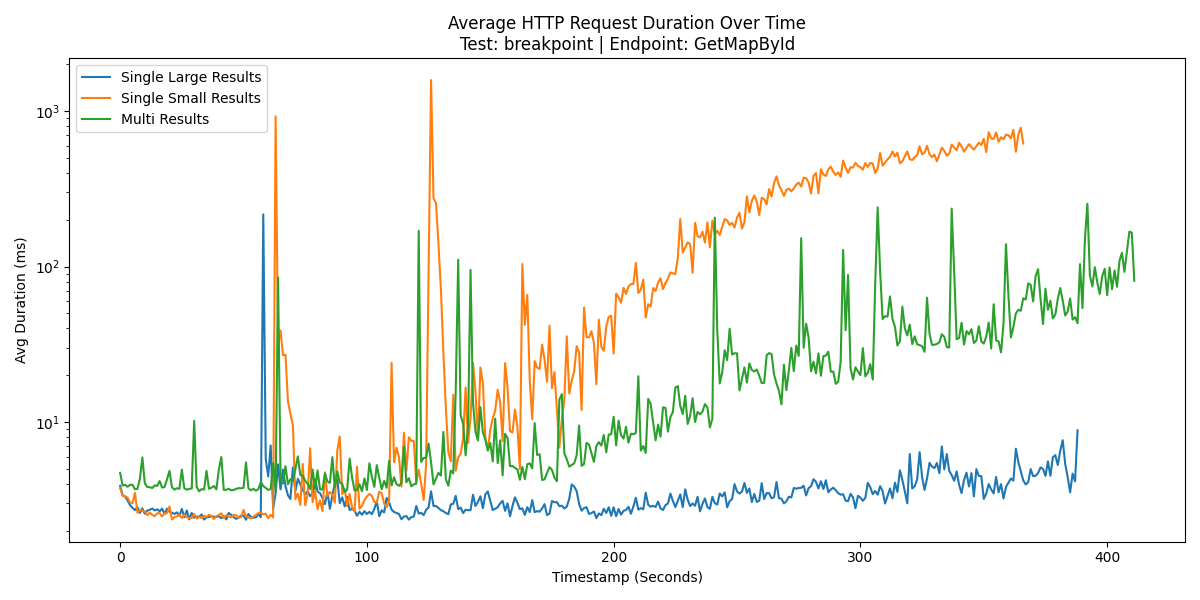 Average HTTP Request Duration Over Time
Test: breakpoint | Endpoint: GetMapById
Single Large Results
Single Small Results
Multi Results
Avg Duration (ms)
10³
10²
10¹
0
100
200
300
400
Timestamp (Seconds)